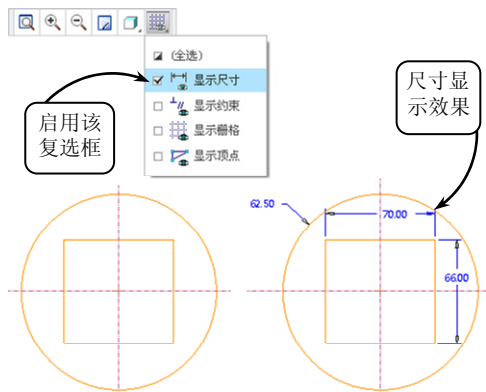 (全选)
显示尺寸
显示约束
显示栅格
显示顶点
启用该
复选框
尺寸显
示效果
62.50
70.00
66.00